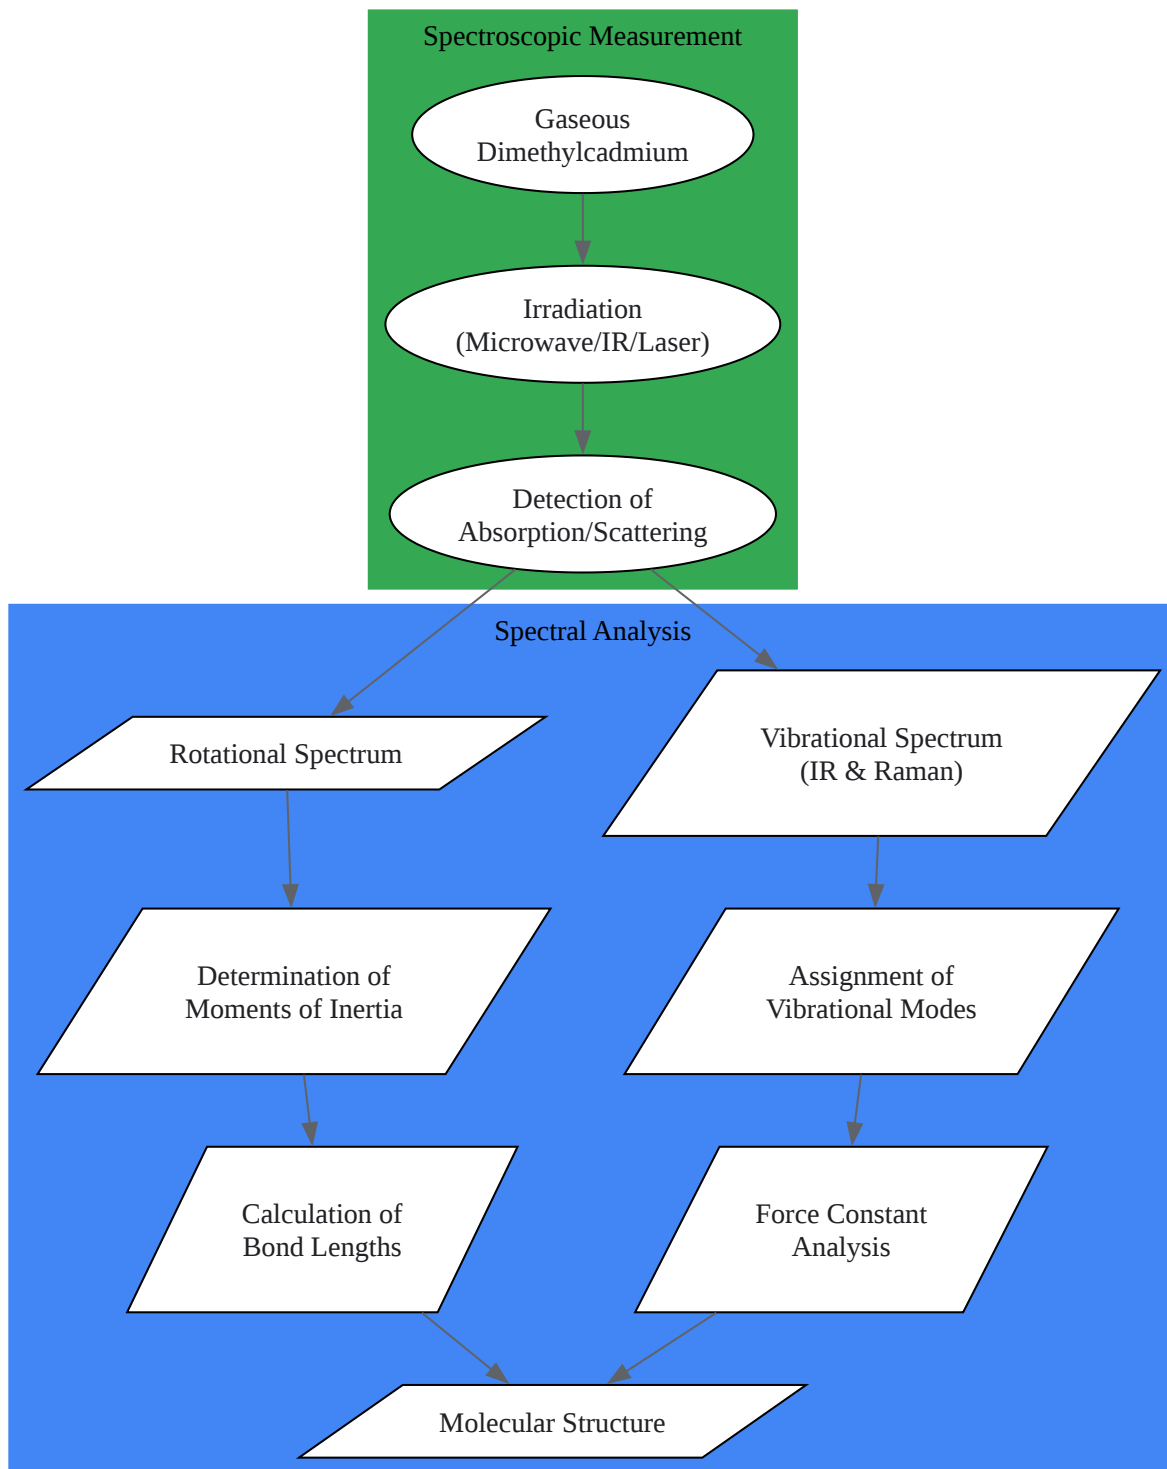 Spectroscopic Measurement
Gaseous
Dimethylcadmium
Irradiation
(Microwave/IR/Laser)
Detection of
Absorption/Scattering
Spectral Analysis
Rotational Spectrum
Vibrational Spectrum
(IR & Raman)
Determination of
Moments of Inertia
Assignment of
Vibrational Modes
Calculation of
Bond Lengths
Force Constant
Analysis
Molecular Structure